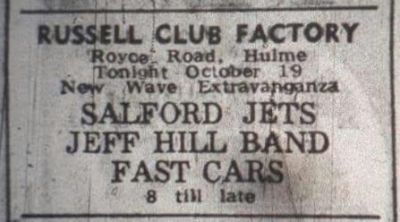 RUSSELL CLUB FACTORY
Royce Road, Hulme
Tonight October 19
New Wave Extravanganza
SALFORD JETS
JEFF HILL BAND
FAST CARS
8 till late